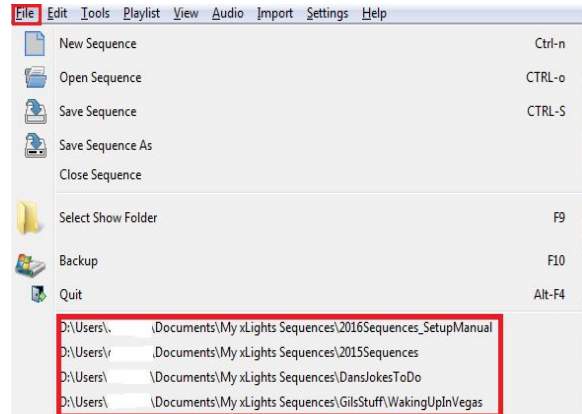 File Edit Tools Playlist View Audio Import Settings Help
New Sequence Ctrl-n
Open Sequence CTRL-o
Save Sequence CTRL-S
Save Sequence As
Close Sequence
Select Show Folder F9
Backup F10
Quit Alt-F4
D:\Users\ \Documents\My xLights Sequences\2016Sequences_SetupManual
D:\Users\ \Documents\My xLights Sequences\2015Sequences
D:\Users\ \Documents\My xLights Sequences\DansJokesToDo
D:\Users\ \Documents\My xLights Sequences\GilsStuff\WakingUpInVegas